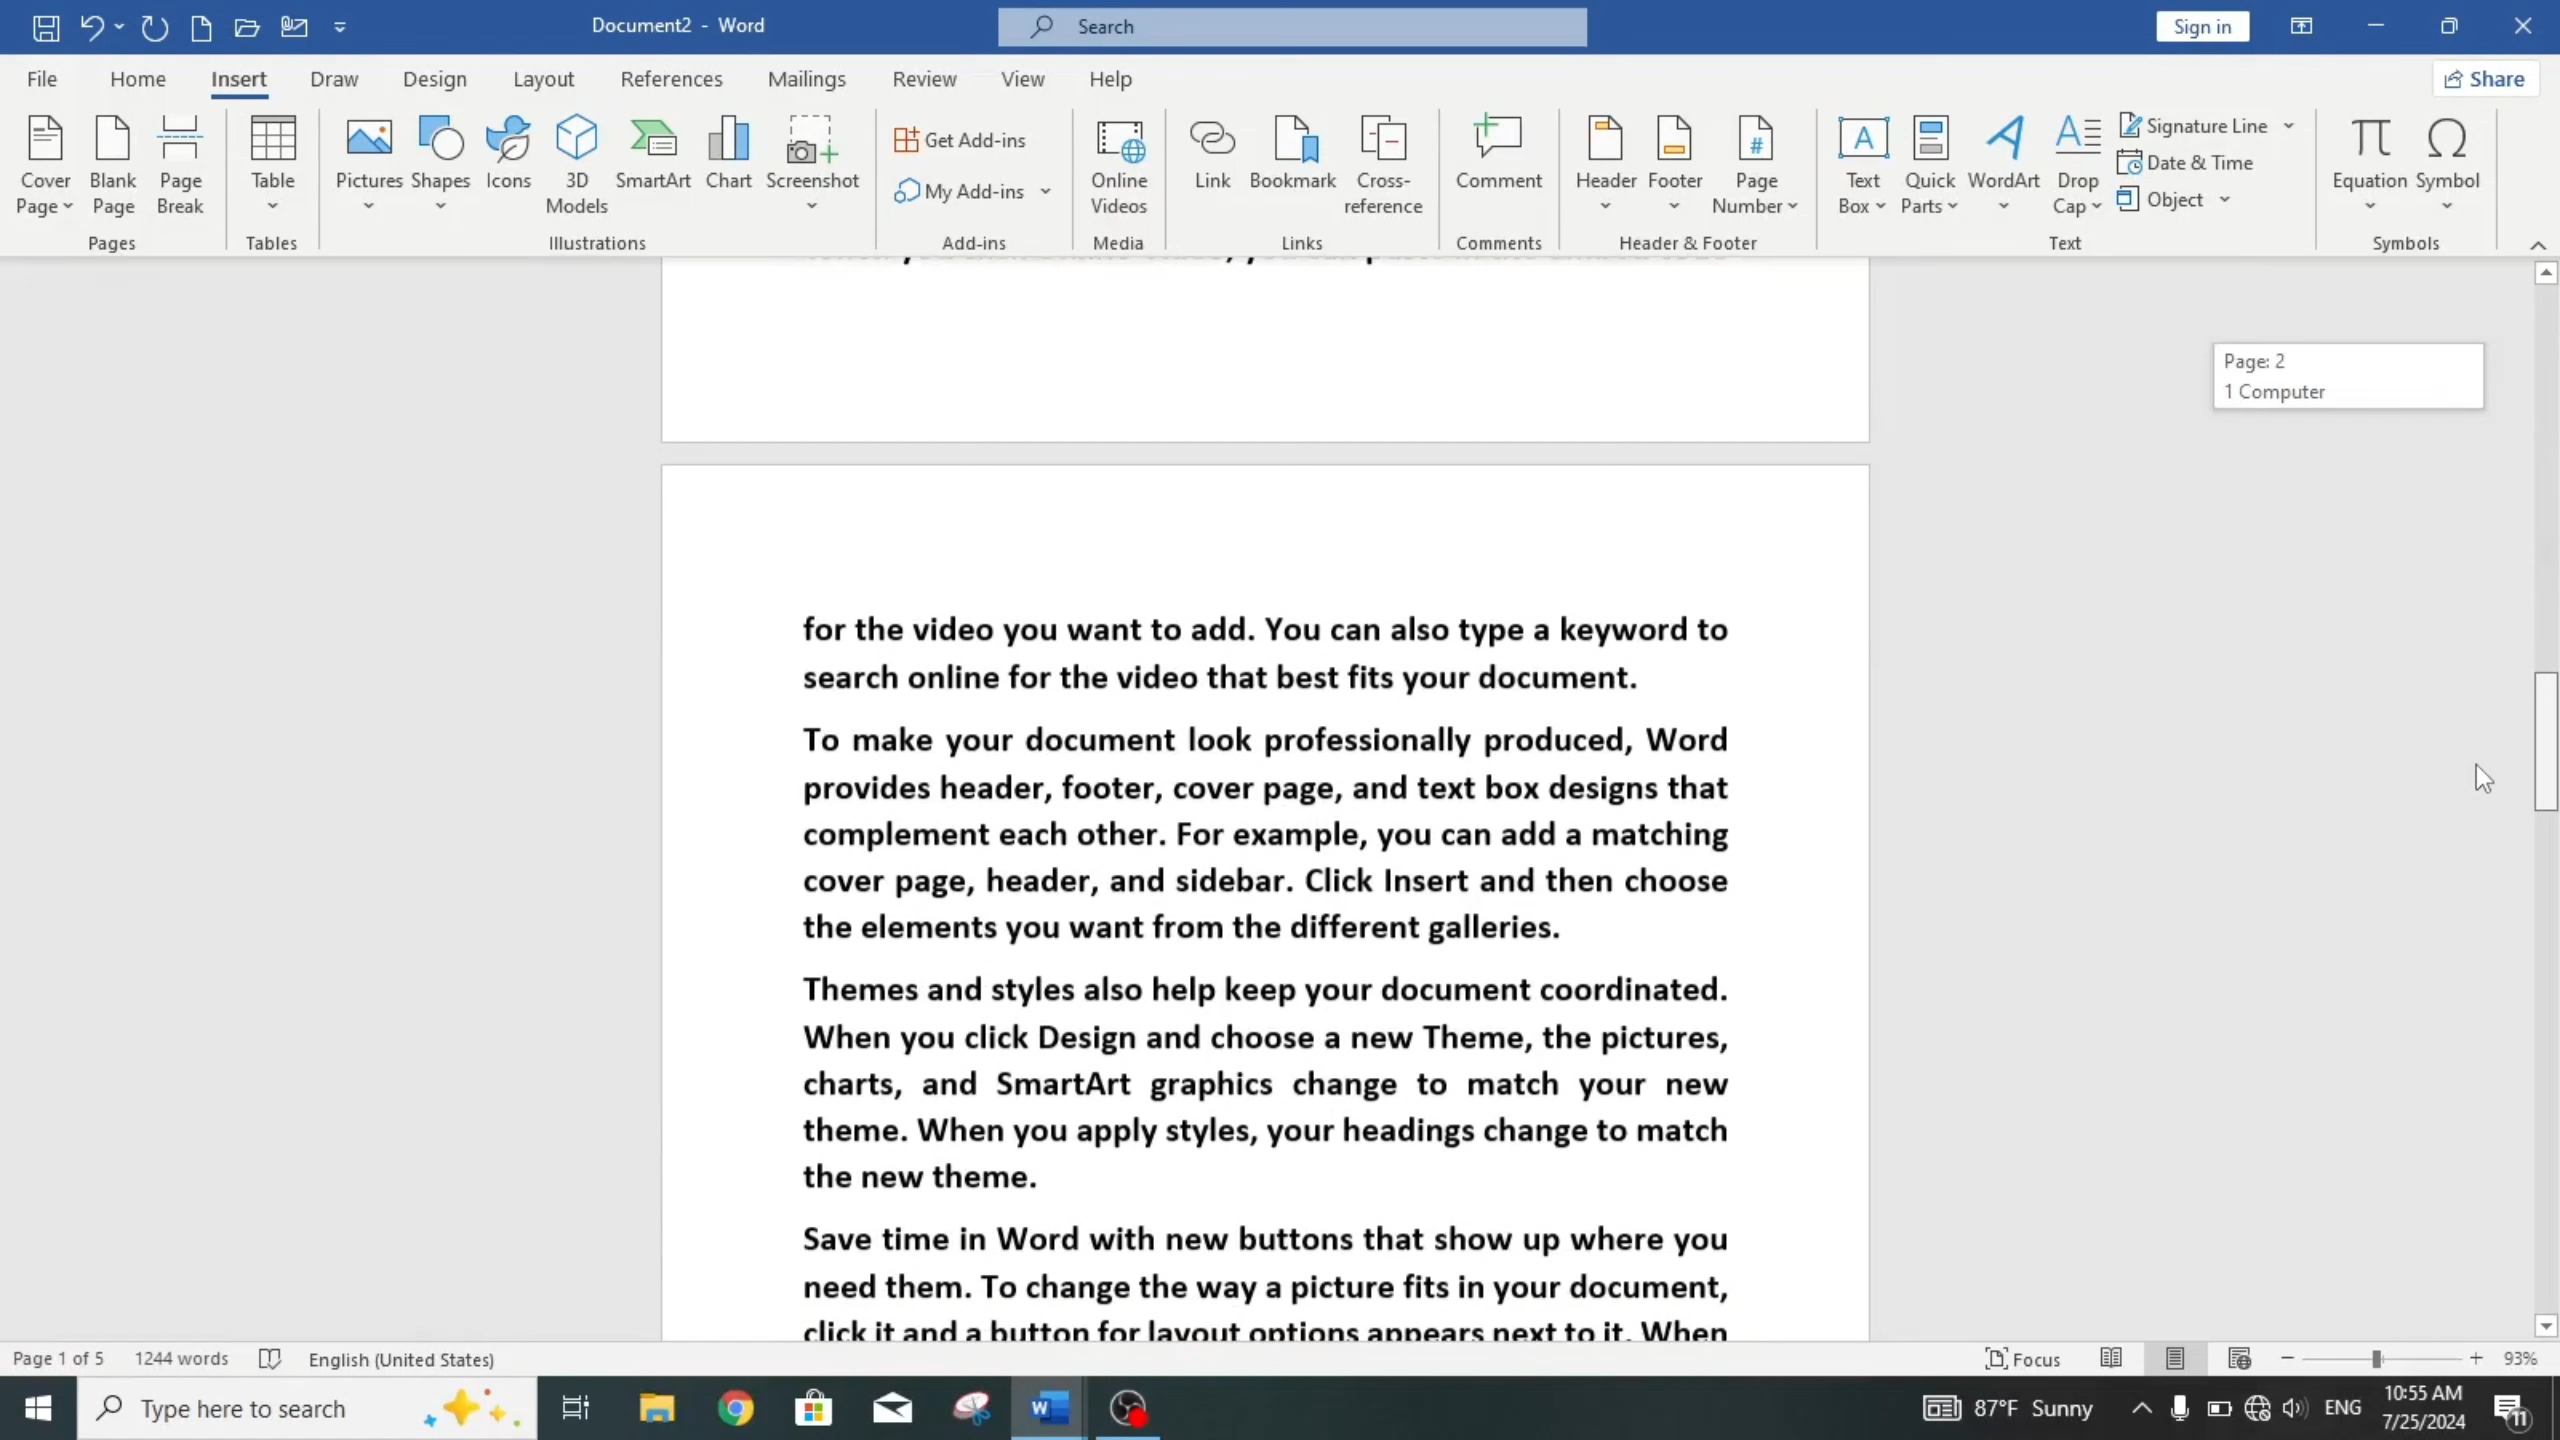 Document2 - Word
Search
Sign in
File Home Insert Draw Design Layout References Mailings Review View Help
Share
Cover Page
Blank Page
Page Break
Pages
Table
Tables
Pictures
Shapes
Icons
3D Models
SmartArt
Chart
Screenshot
Illustrations
Get Add-ins
My Add-ins
Add-ins
Online Videos
Media
Link
Bookmark
Cross-reference
Links
Comment
Comments
Header
Footer
Page Number
Header & Footer
Text Box
Quick Parts
WordArt
Drop Cap
Signature Line
Date & Time
Object
Text
Equation
Symbol
Symbols
Page: 2
1 Computer
for the video you want to add. You can also type a keyword to
search online for the video that best fits your document.
To make your document look professionally produced, Word
provides header, footer, cover page, and text box designs that
complement each other. For example, you can add a matching
cover page, header, and sidebar. Click Insert and then choose
the elements you want from the different galleries.
Themes and styles also help keep your document coordinated.
When you click Design and choose a new Theme, the pictures,
charts, and SmartArt graphics change to match your new
theme. When you apply styles, your headings change to match
the new theme.
Save time in Word with new buttons that show up where you
need them. To change the way a picture fits in your document,
click it and a button for layout options appears next to it. When
Page 1 of 5 1244 words English (United States)
Focus
93%
Type here to search
87°F Sunny
ENG
10:55 AM
7/25/2024
11